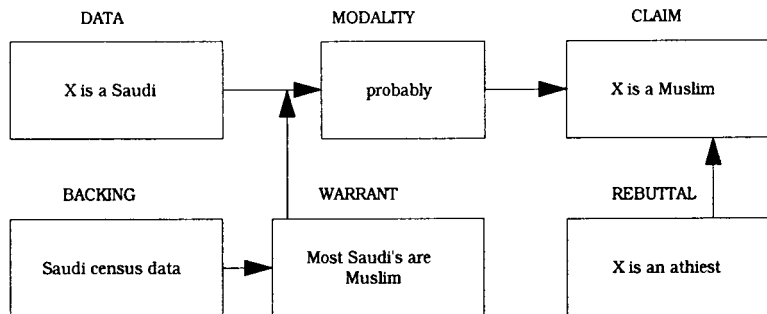 DATA
MODALITY
CLAIM
X is a Saudi
probably
X is a Muslim
BACKING
WARRANT
REBUTTAL
Saudi census data
Most Saudi's are
Muslim
X is an athiest